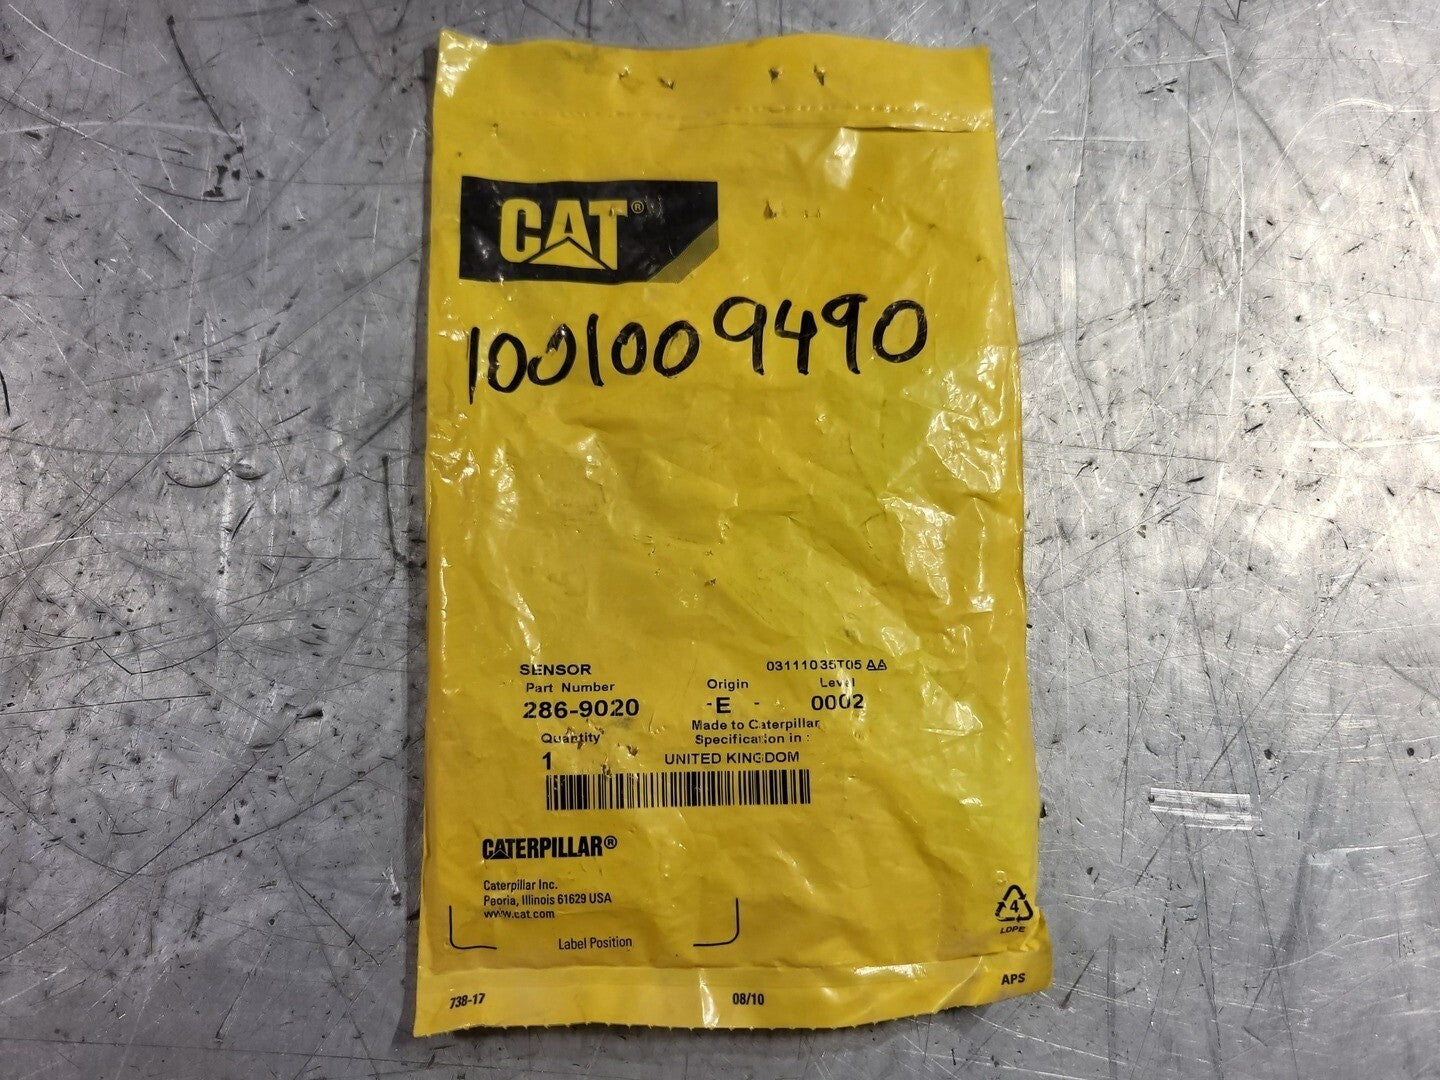 CAT®
1001009490
SENSOR
03111035T05 AA
Part Number
Origin
Level
286-9020
-E -
0002
Made to Caterpillar
Specification in :
Quantity
1
UNITED KINGDOM
CATERPILLAR®
Caterpillar Inc.
Peoria, Illinois 61629 USA
www.cat.com
Label Position
4
LDPE
738-17
08/10
APS